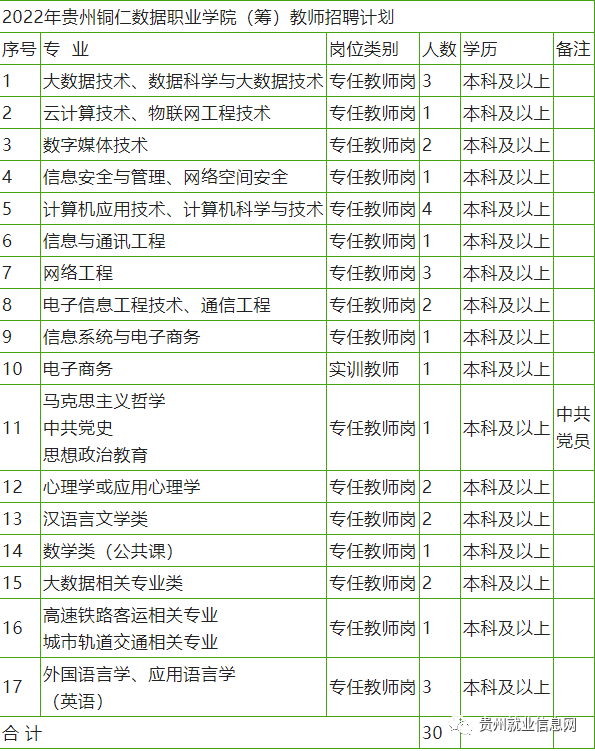 2022年贵州铜仁数据职业学院（筹）教师招聘计划
序号 专 业 岗位类别 人数 学历 备注
1 大数据技术、数据科学与大数据技术 专任教师岗 3 本科及以上
2 云计算技术、物联网工程技术 专任教师岗 1 本科及以上
3 数字媒体技术 专任教师岗 2 本科及以上
4 信息安全与管理、网络空间安全 专任教师岗 1 本科及以上
5 计算机应用技术、计算机科学与技术 专任教师岗 4 本科及以上
6 信息与通讯工程 专任教师岗 1 本科及以上
7 网络工程 专任教师岗 3 本科及以上
8 电子信息工程技术、通信工程 专任教师岗 2 本科及以上
9 信息系统与电子商务 专任教师岗 1 本科及以上
10 电子商务 实训教师 1 本科及以上
11 马克思主义哲学
中共党史
思想政治教育 专任教师岗 1 本科及以上 中共
党员
12 心理学或应用心理学 专任教师岗 2 本科及以上
13 汉语言文学类 专任教师岗 2 本科及以上
14 数学类（公共课） 专任教师岗 1 本科及以上
15 大数据相关专业类 专任教师岗 2 本科及以上
16 高速铁路客运相关专业
城市轨道交通相关专业 专任教师岗 1 本科及以上
17 外国语言学、应用语言学
（英语） 专任教师岗 3 本科及以上
合 计 30
贵州就业信息网